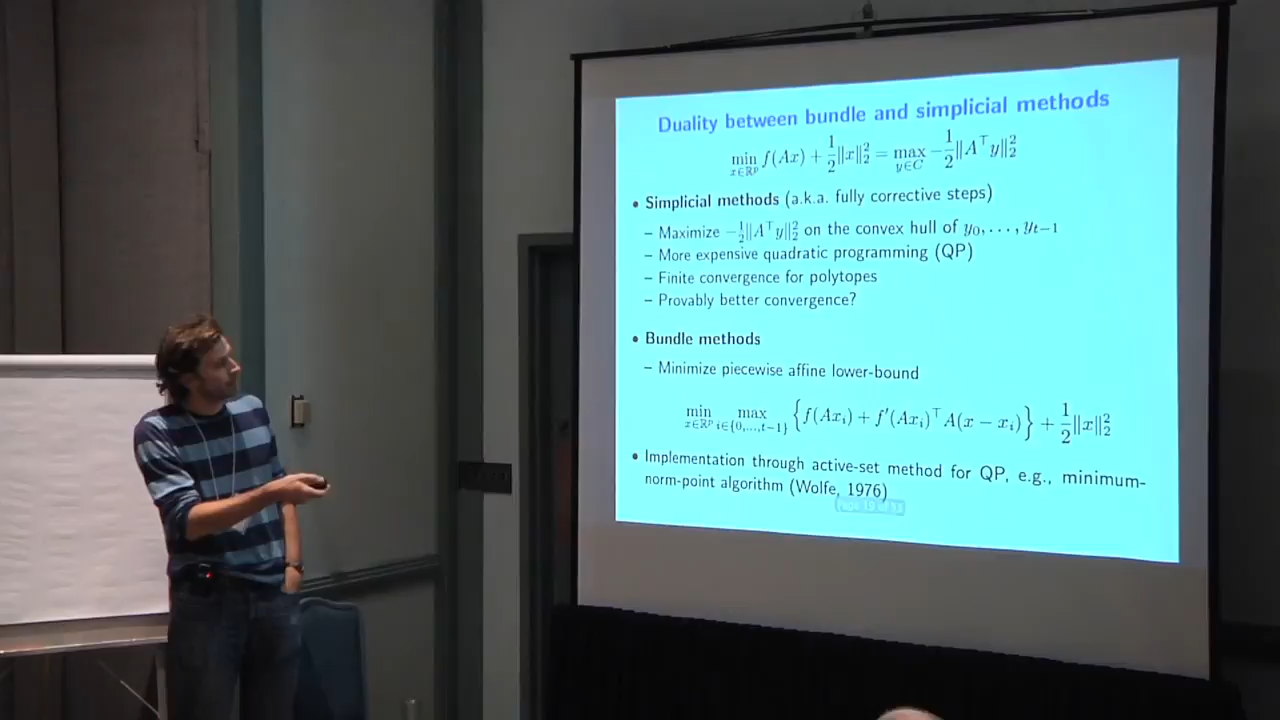 Duality between bundle and simplicial methods
min_{x∈ℝ^p} f(Ax) + 1/2‖x‖₂² = max_{y∈C} −1/2‖A^⊤y‖₂²
• Simplicial methods (a.k.a. fully corrective steps)
– Maximize −1/2‖A^⊤y‖₂² on the convex hull of y₀, . . . , y_{t−1}
– More expensive quadratic programming (QP)
– Finite convergence for polytopes
– Provably better convergence?
• Bundle methods
– Minimize piecewise affine lower-bound
min_{x∈ℝ^p} max_{i∈{0,...,t−1}} {f(Ax_i) + f′(Ax_i)^⊤A(x − x_i)} + 1/2‖x‖₂²
• Implementation through active-set method for QP, e.g., minimum-
norm-point algorithm (Wolfe, 1976)